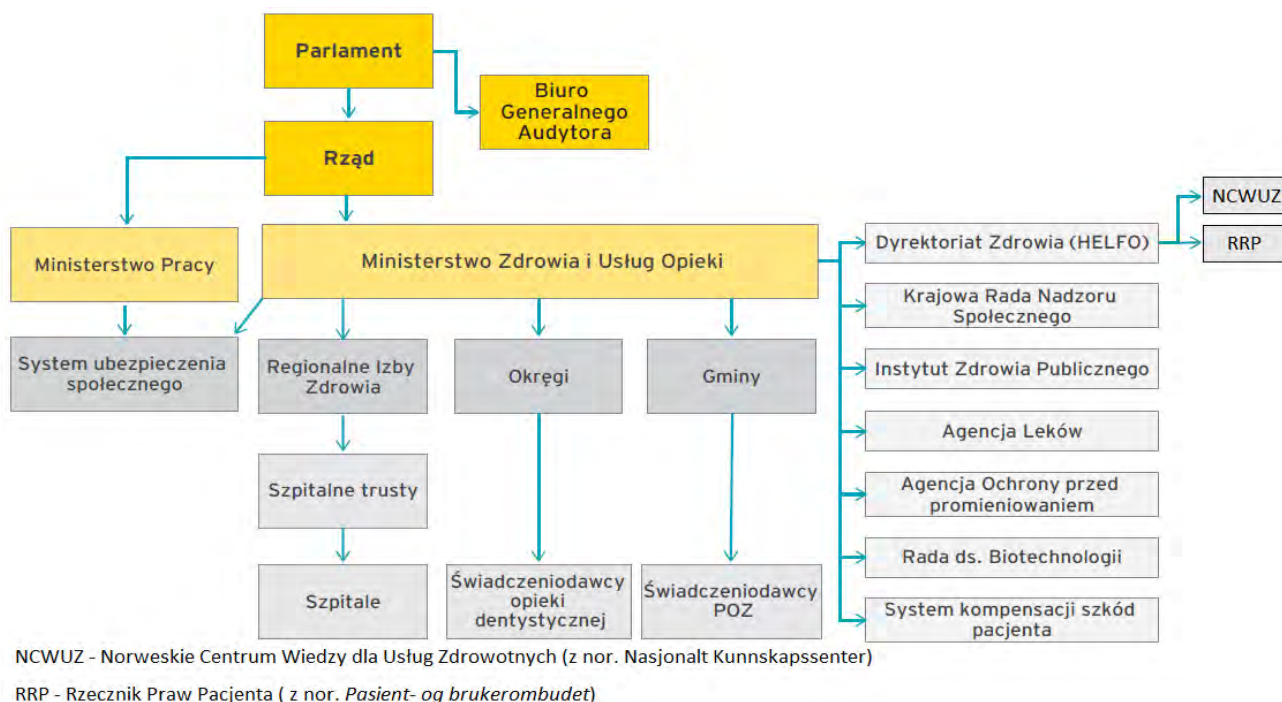 Parlament
Biuro
Generalnego
Audytora
Rząd
NCWUZ
RRP
Ministerstwo Pracy
Ministerstwo Zdrowia i Usług Opieki
Dyrektoriat Zdrowia (HELFO)
Krajowa Rada Nadzoru
Społecznego
System ubezpieczenia
społecznego
Regionalne Izby
Zdrowia
Okręgi
Gminy
Instytut Zdrowia Publicznego
Agencja Leków
Szpitalne trusty
Agencja Ochrony przed
promieniowaniem
Rada ds. Biotechnologii
Szpitale
Świadczeniodawcy
opieki
dentystycznej
Świadczeniodawcy
POZ
System kompensacji szkód
pacjenta
NCWUZ - Norweskie Centrum Wiedzy dla Usług Zdrowotnych (z nor. Nasjonalt Kunnskapssenter)
RRP - Rzecznik Praw Pacjenta ( z nor. Pasient- og brukerombudet)